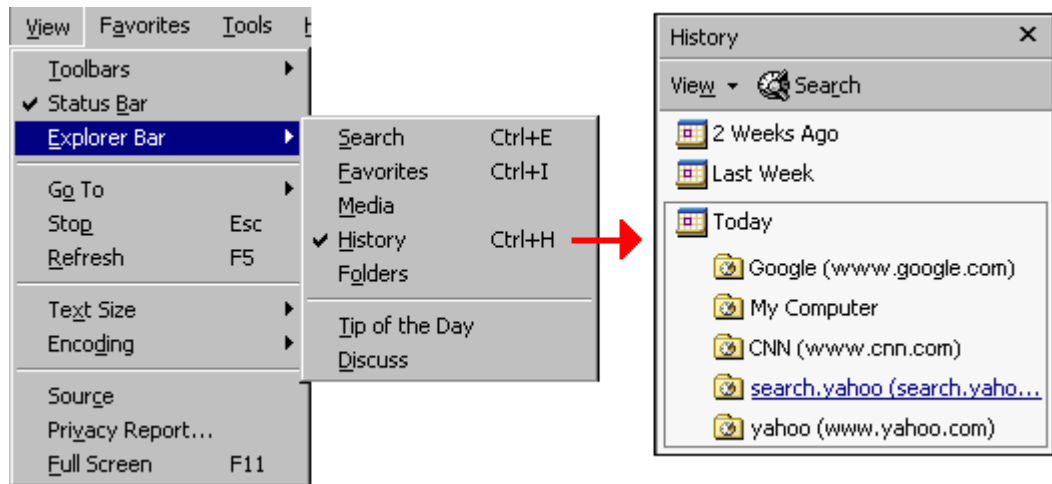 View Favorites Tools
Toolbars
Status Bar
Explorer Bar
Go To
Stop Esc
Refresh F5
Text Size
Encoding
Source
Privacy Report...
Full Screen F11
Search Ctrl+E
Favorites Ctrl+I
Media
History Ctrl+H
Folders
Tip of the Day
Discuss
History
View Search
2 Weeks Ago
Last Week
Today
Google (www.google.com)
My Computer
CNN (www.cnn.com)
search.yahoo (search.yaho...
yahoo (www.yahoo.com)